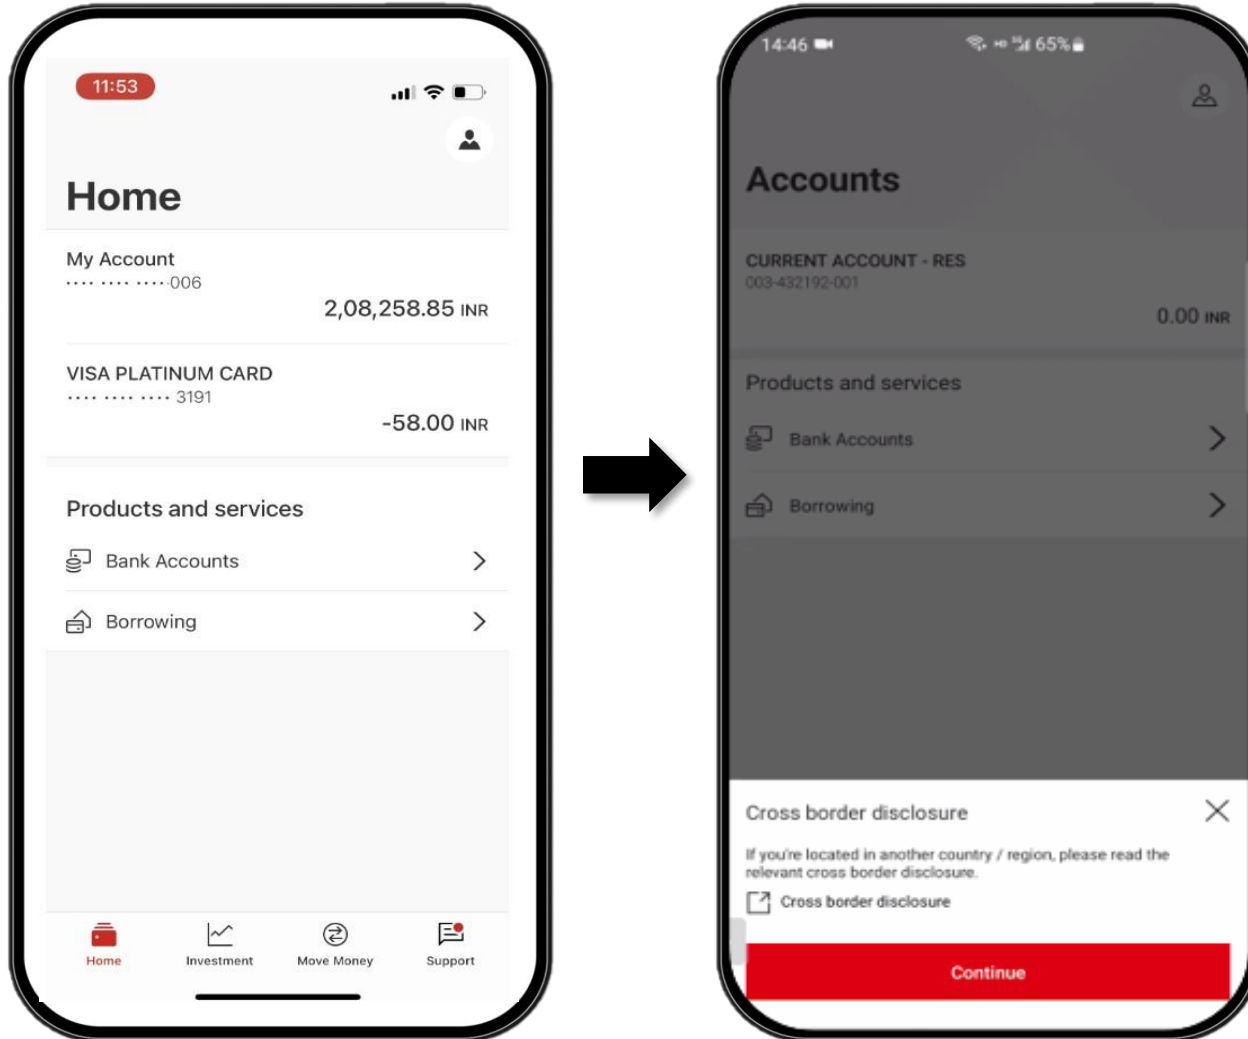 11:53
Home
My Account
···· ···· ····006
2,08,258.85 INR
VISA PLATINUM CARD
···· ···· ···· 3191
-58.00 INR
Products and services
Bank Accounts
Borrowing
Home Investment Move Money Support
14:46 65%
Accounts
CURRENT ACCOUNT - RES
003-432192-001
0.00 INR
Products and services
Bank Accounts
Borrowing
Cross border disclosure
If you're located in another country / region, please read the
relevant cross border disclosure.
Cross border disclosure
Continue